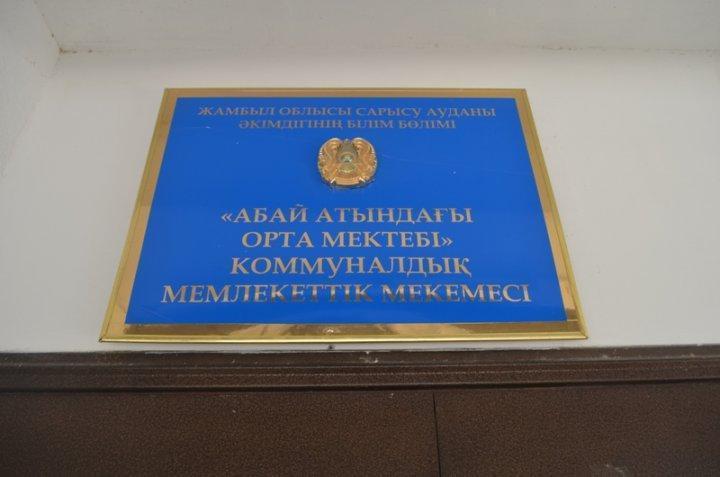 ЖАМБЫЛ ОБЛЫСЫ САРЫСУ АУДАНЫ
ӘКІМДІГІНІҢ БІЛІМ БӨЛІМІ
«АБАЙ АТЫНДАҒЫ
ОРТА МЕКТЕБІ»
КОММУНАЛДЫҚ
МЕМЛЕКЕТТІК МЕКЕМЕСІ